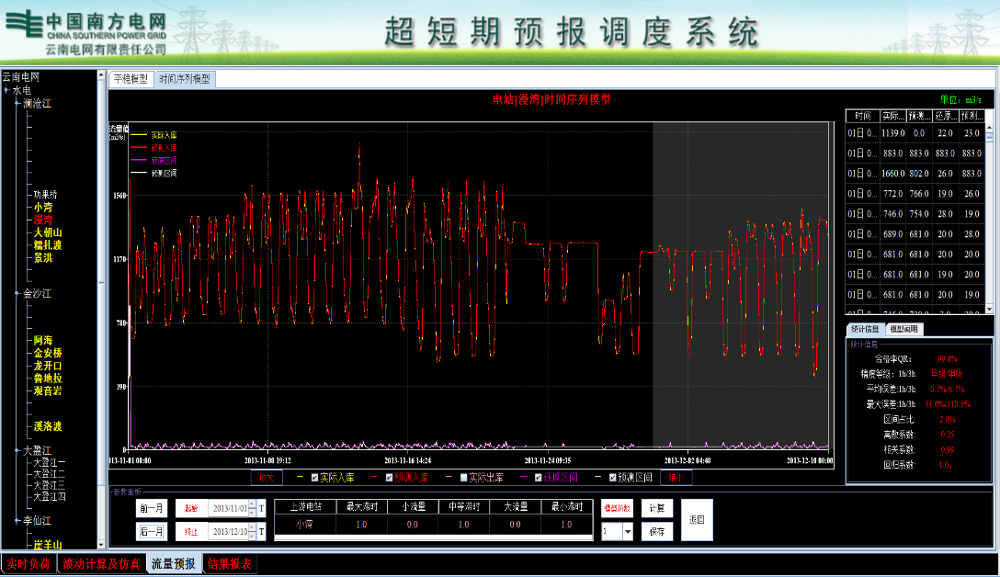 中国南方电网
CHINA SOUTHERN POWER GRID
云南电网有限责任公司
超短期预报调度系统
云南电网
水电
澜沧江
功果桥
小湾
漫湾
大朝山
糯扎渡
景洪
金沙江
阿海
金安桥
龙开口
鲁地拉
观音岩
溪洛渡
大盈江
大盈江一
大盈江二
大盈江三
大盈江四
李仙江
崖羊山
平稳模型 时间序列模型
电站[漫湾]时间序列模型
单位：m3/s
流量值
(m3/s)
实际入库
预测入库
还原区间
预测区间
1560
1170
780
390
0
2013-11-08 19:12 2013-11-16 14:24 2013-11-24 09:35 2013-12-02 04:48 2013-12-10 00:00
放大 实际入库 预测入库 实际出库 还原区间 预测区间 缩小
时间 实际... 预测... 还原... 预测...
01日 0... 1139.0 0.0 22.0 23.0
01日 0... 883.0 883.0 883.0 883.0
01日 0... 1660.0 802.0 26.0 883.0
01日 0... 772.0 766.0 19.0 26.0
01日 0... 746.0 754.0 28.0 19.0
01日 0... 689.0 681.0 20.0 28.0
01日 0... 681.0 681.0 20.0 20.0
01日 0... 681.0 681.0 19.0 20.0
01日 0... 681.0 681.0 20.0 19.0
统计信息 模型说明
统计信息
合格率QR: 99.8%
精度等级: 1h/3h 甲级/甲级
平均误差:1h/3h 0.7%/6.7%
最大误差:1h/3h 51.6%/110.3%
区间占比: 2.0%
离散系数: 0.25
相关系数: 0.99
回归系数: 1.0,
参数面板
前一月 起始 2013/11/01 T
后一月 终止 2013/12/10 T
上游电站 最大滞时 小流量 中等滞时 大流量 最小滞时
小湾 1.0 0.0 1.0 0.0 1.0
模型阶数 计算 返回
1 保存
实时负荷 滚动计算及仿真 流量预报 结果报表